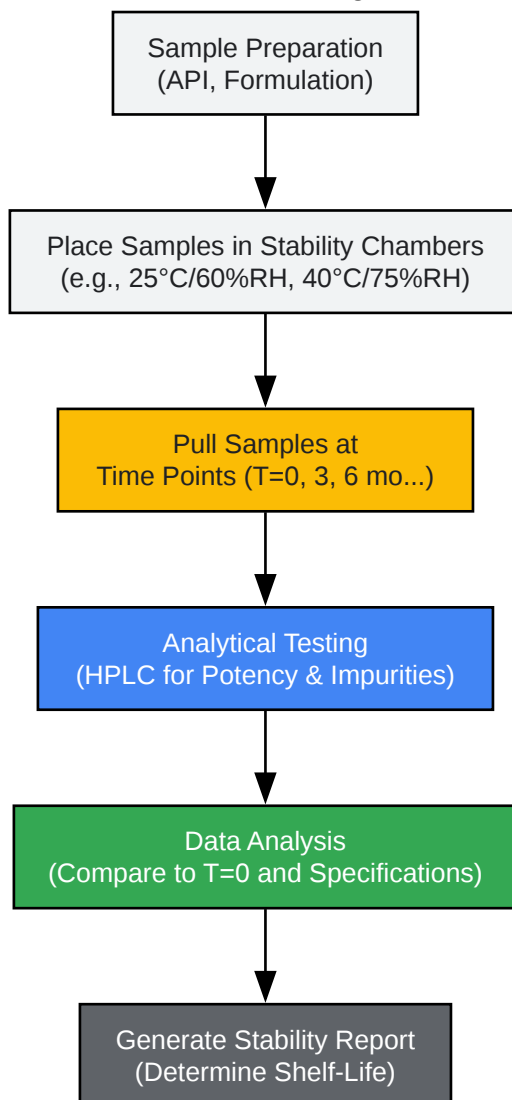 Sample Preparation
(API, Formulation)
Place Samples in Stability Chambers
(e.g., 25°C/60%RH, 40°C/75%RH)
Pull Samples at
Time Points (T=0, 3, 6 mo...)
Analytical Testing
(HPLC for Potency & Impurities)
Data Analysis
(Compare to T=0 and Specifications)
Generate Stability Report
(Determine Shelf-Life)